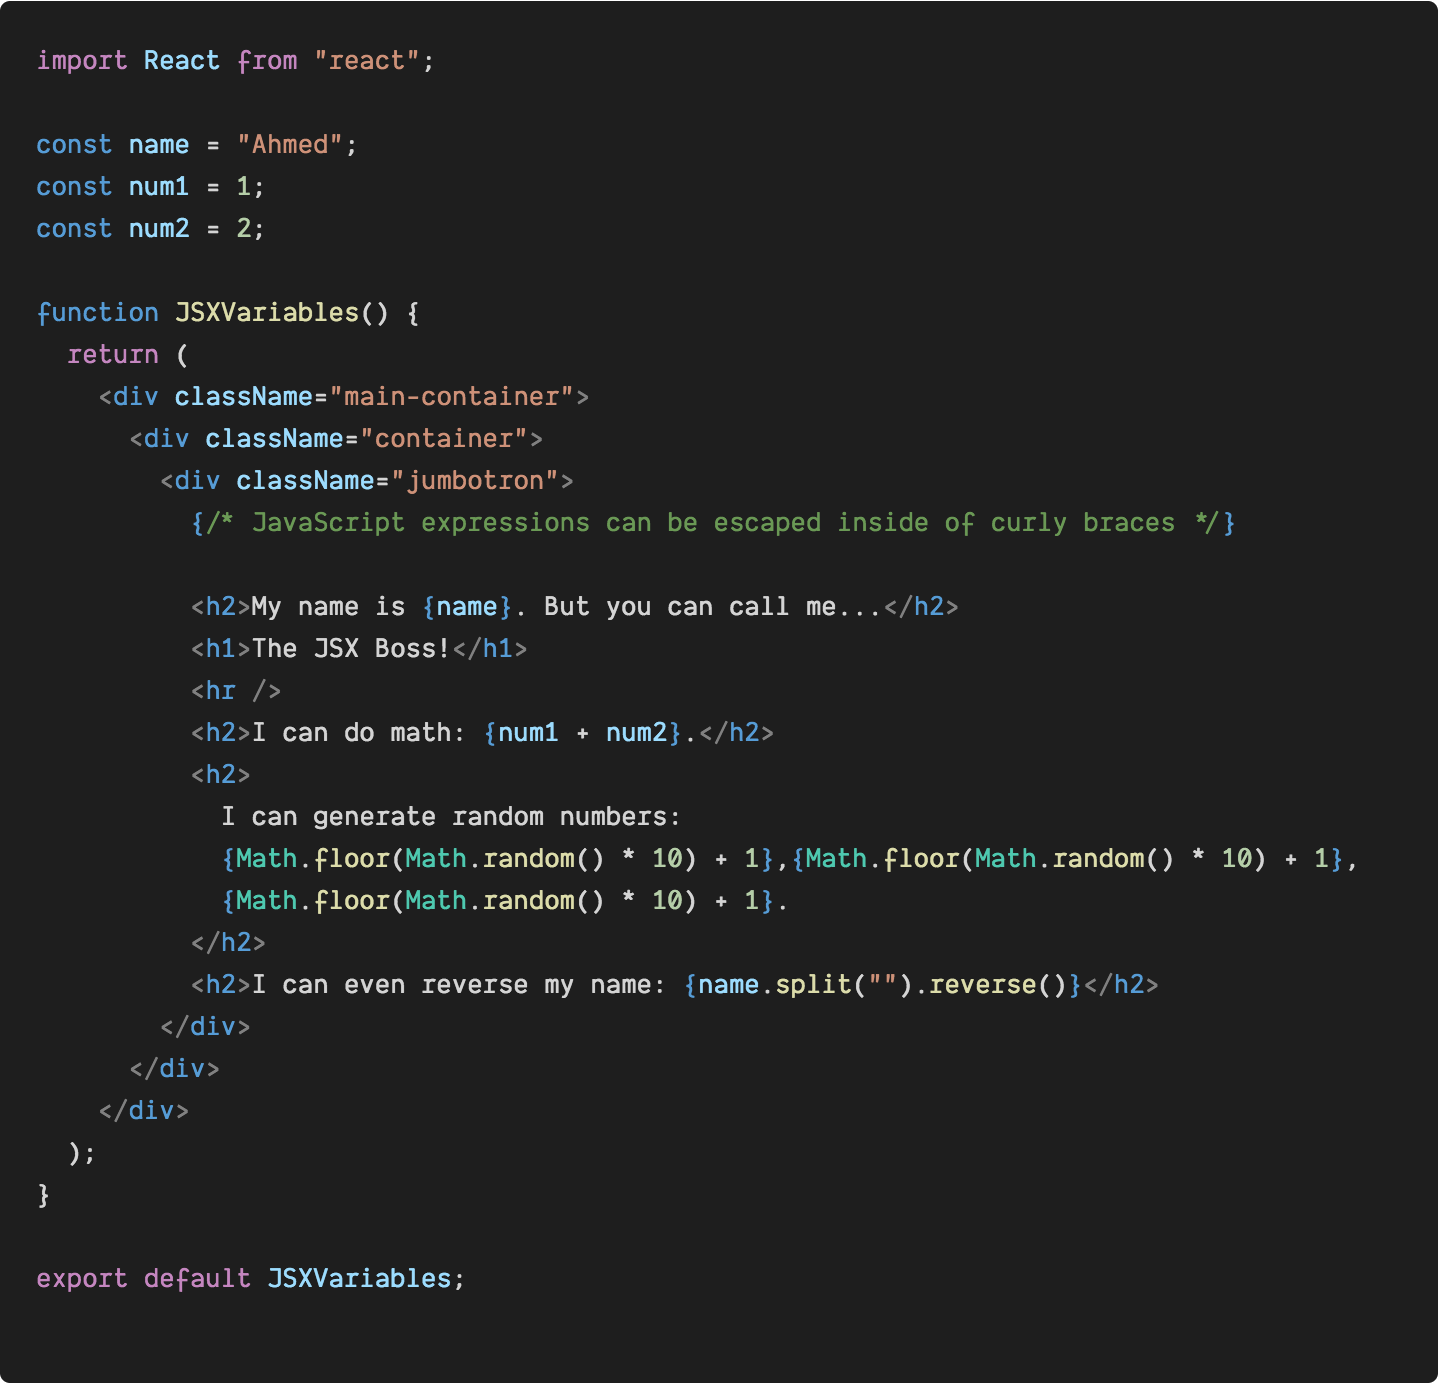 import React from "react";

const name = "Ahmed";
const num1 = 1;
const num2 = 2;

function JSXVariables() {
  return (
    <div className="main-container">
      <div className="container">
        <div className="jumbotron">
          {/* JavaScript expressions can be escaped inside of curly braces */}

          <h2>My name is {name}. But you can call me...</h2>
          <h1>The JSX Boss!</h1>
          <hr />
          <h2>I can do math: {num1 + num2}.</h2>
          <h2>
            I can generate random numbers:
            {Math.floor(Math.random() * 10) + 1},{Math.floor(Math.random() * 10) + 1},
            {Math.floor(Math.random() * 10) + 1}.
          </h2>
          <h2>I can even reverse my name: {name.split("").reverse()}</h2>
        </div>
      </div>
    </div>
  );
}

export default JSXVariables;